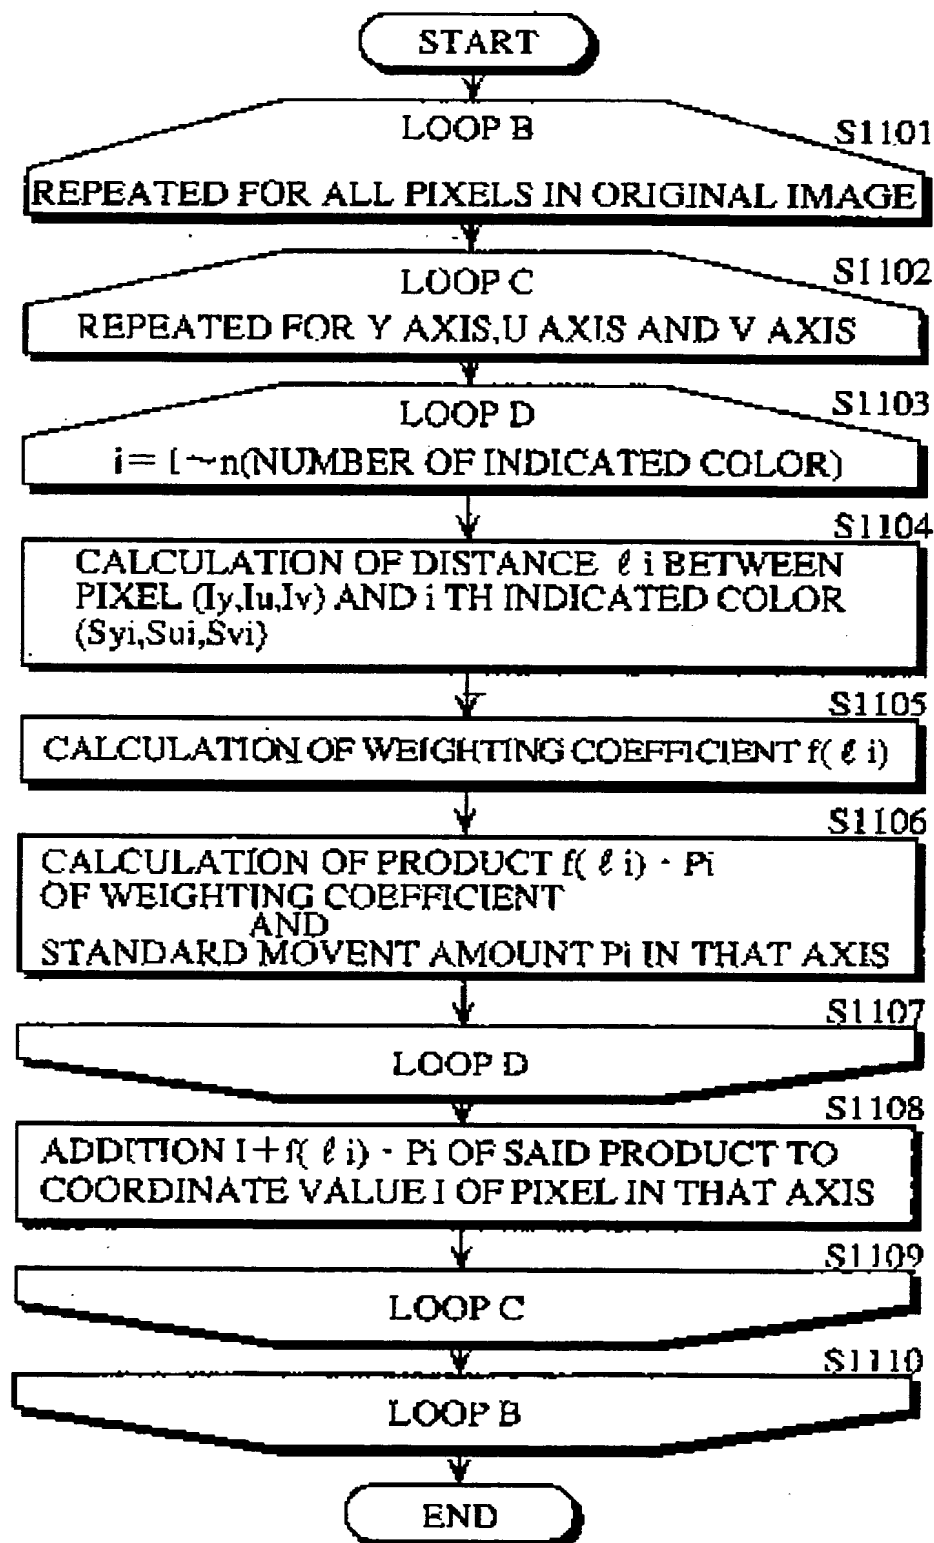 START
LOOP B
S1101
REPEATED FOR ALL PIXELS IN ORIGINAL IMAGE
S1102
LOOP C
REPEATED FOR Y AXIS,U AXIS AND V AXIS
S1103
LOOP D
i=1~n(NUMBER OF INDICATED COLOR)
S1104
CALCULATION OF DISTANCE ℓ i BETWEEN
PIXEL (Iy,Iu,Iv) AND i TH INDICATED COLOR
(Syi,Sui,Svi)
S1105
CALCULATION OF WEIGHTING COEFFICIENT f( ℓ i)
S1106
CALCULATION OF PRODUCT f( ℓ i) · Pi
OF WEIGHTING COEFFICIENT
AND
STANDARD MOVENT AMOUNT Pi IN THAT AXIS
S1107
LOOP D
S1108
ADDITION I+f( ℓ i) · Pi OF SAID PRODUCT TO
COORDINATE VALUE I OF PIXEL IN THAT AXIS
S1109
LOOP C
S1110
LOOP B
END